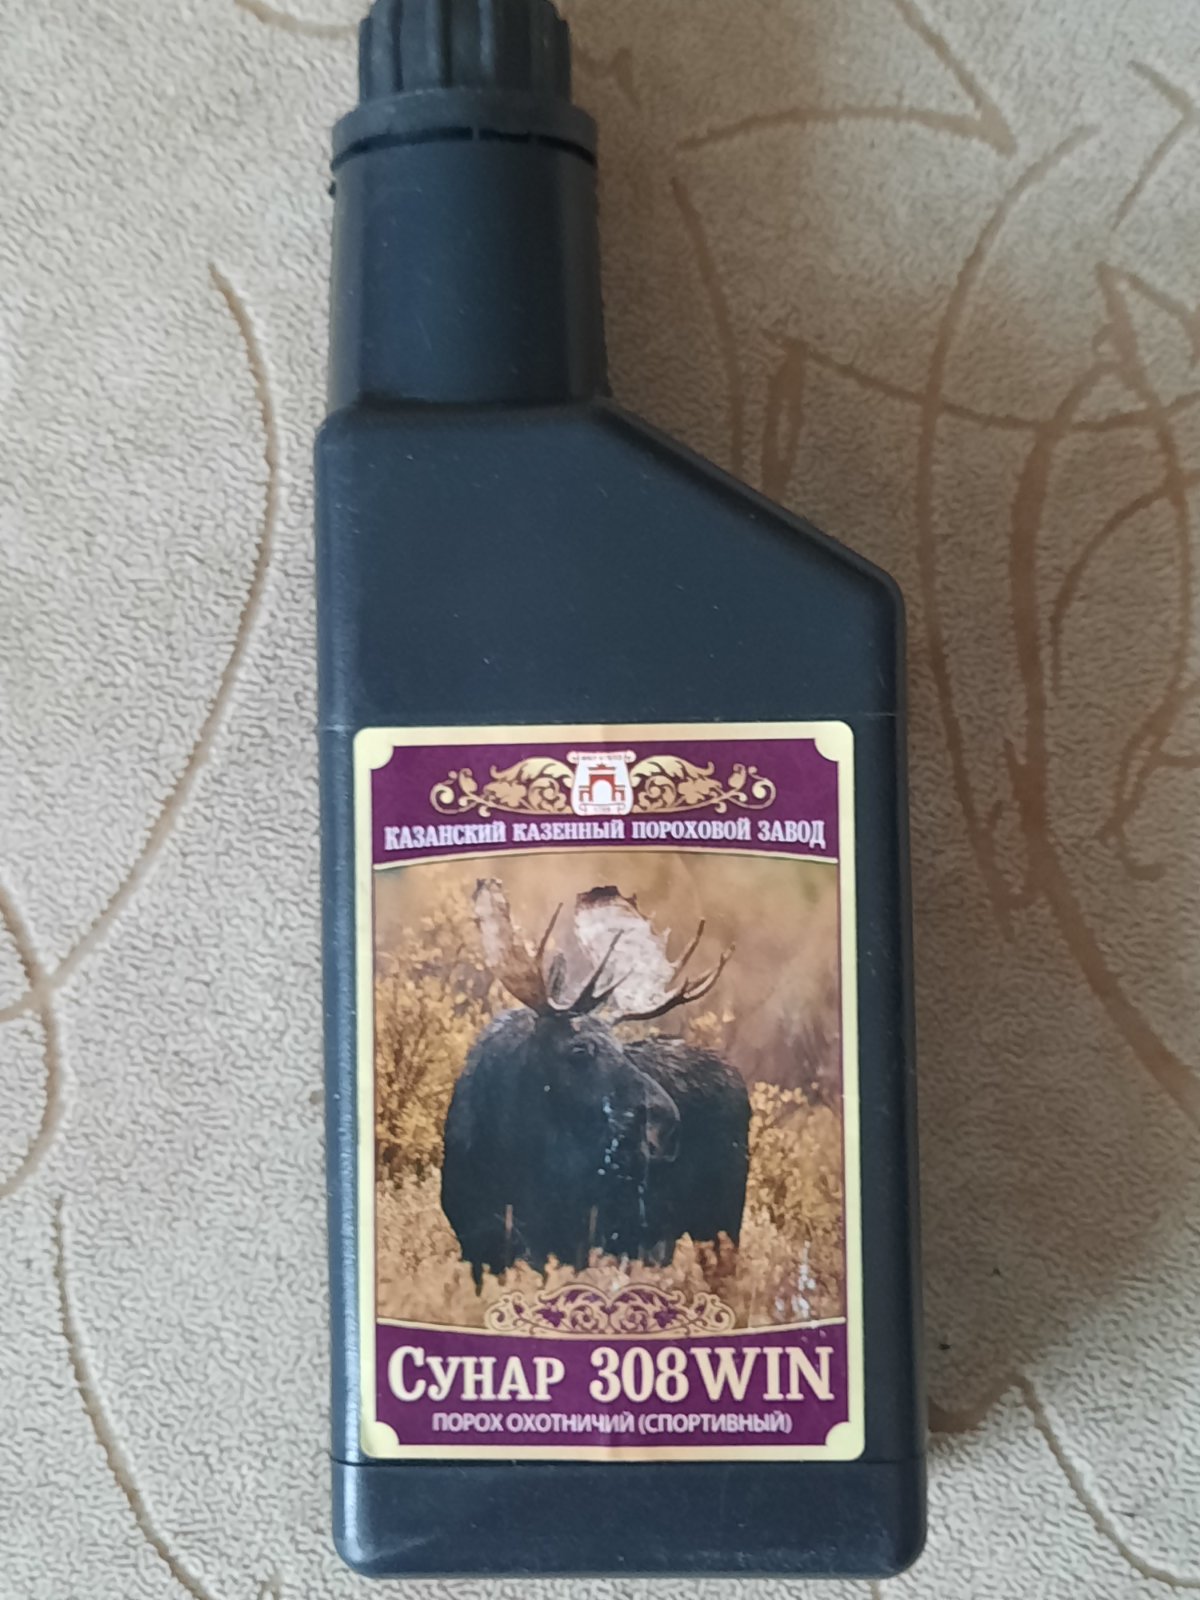 КАЗАНСКИЙ КАЗЕННЫЙ ПОРОХОВОЙ ЗАВОД
СУНАР 308WIN
ПОРОХ ОХОТНИЧИЙ (СПОРТИВНЫЙ)